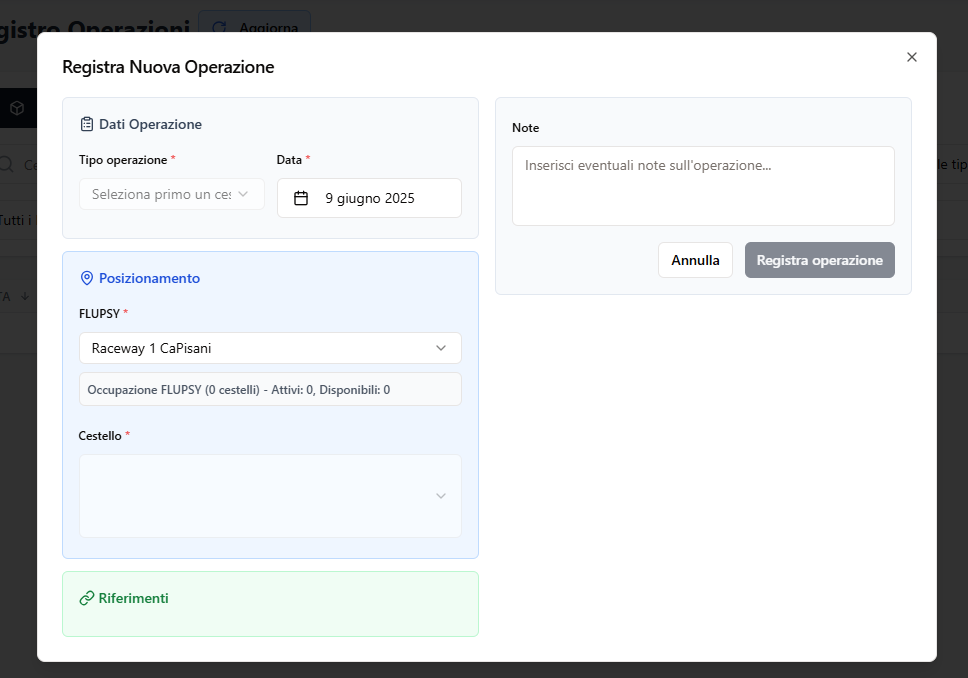 gistro Operazioni
Aggiorna
Registra Nuova Operazione
Dati Operazione
Tipo operazione *
Data *
Seleziona primo un ces
9 giugno 2025
Posizionamento
FLUPSY *
Raceway 1 CaPisani
Occupazione FLUPSY (0 cestelli) - Attivi: 0, Disponibili: 0
Cestello *
Riferimenti
Note
Inserisci eventuali note sull'operazione...
Annulla
Registra operazione
Ce
le tip
Tutti i
TA